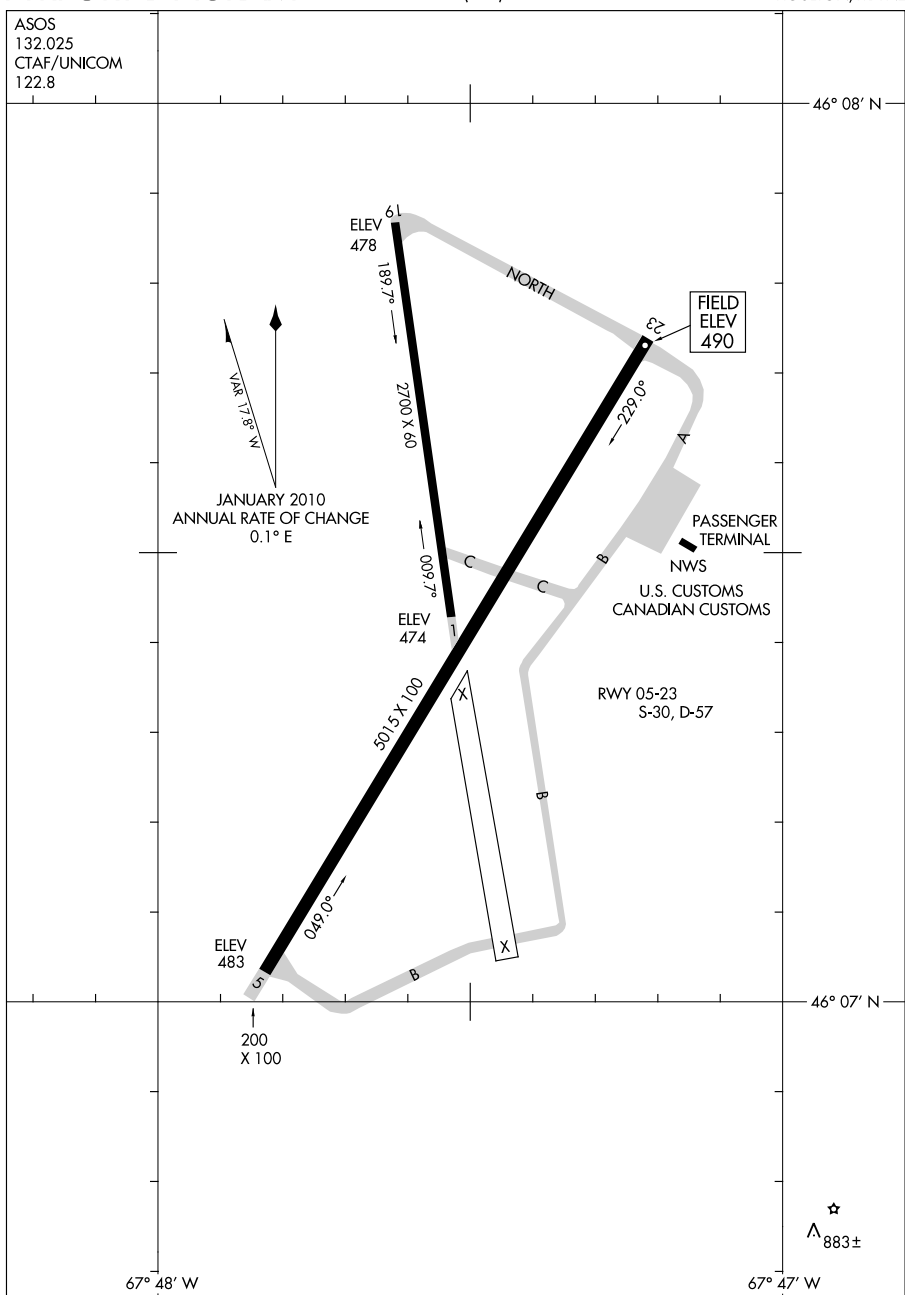 ASOS
132.025
CTAF/UNICOM
122.8
46° 08' N
19
ELEV
478
189.7°
NORTH
23
FIELD
ELEV
490
VAR 17.8° W
2700 X 60
229.0°
A
JANUARY 2010
ANNUAL RATE OF CHANGE
0.1° E
PASSENGER
TERMINAL
NWS
U.S. CUSTOMS
CANADIAN CUSTOMS
009.7°
C
C
B
ELEV
474
1
5015 X 100
X
RWY 05-23
S-30, D-57
B
049.0°
ELEV
483
5
B
X
46° 07' N
200
X 100
883±
67° 48' W
67° 47' W